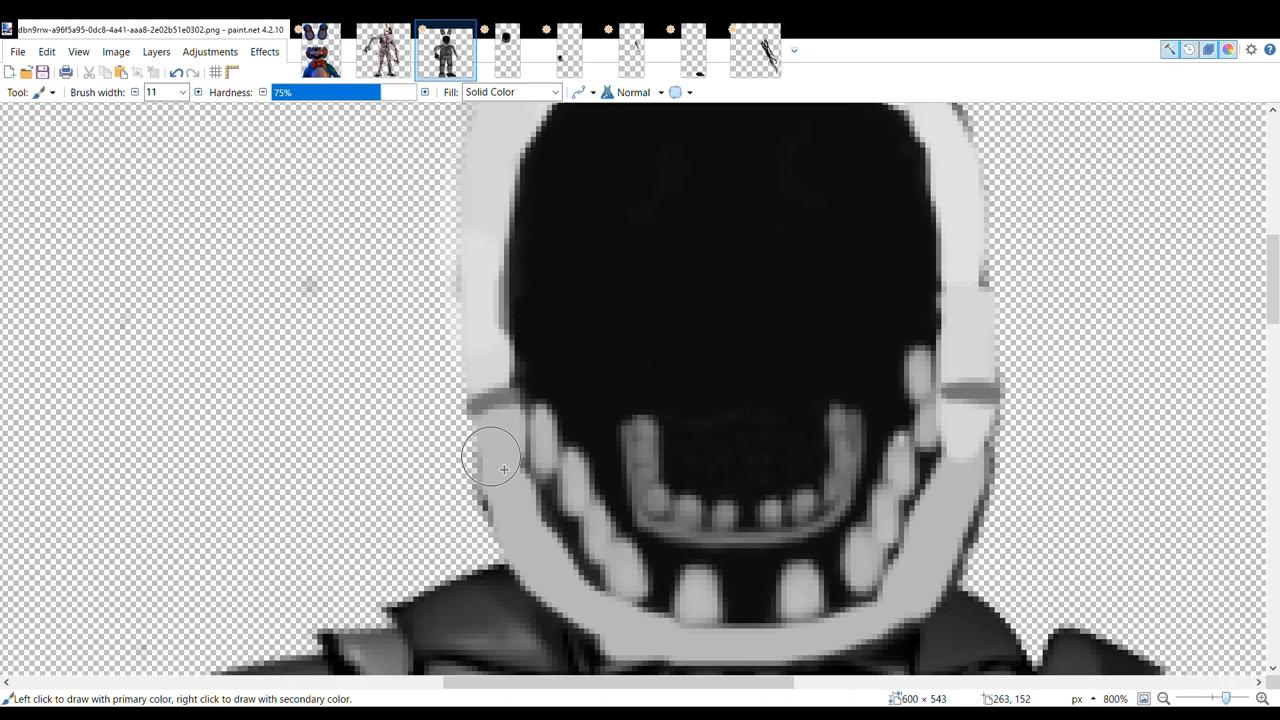 dbn9rrw-a96f5a95-0dc8-4a41-aaa8-2e02b51e0302.png - paint.net 4.2.10
File Edit View Image Layers Adjustments Effects
Tool: Brush width: 11 Hardness: 75% Fill: Solid Color Normal
Left click to draw with primary color, right click to draw with secondary color. 600 × 543 263, 152 px 800%